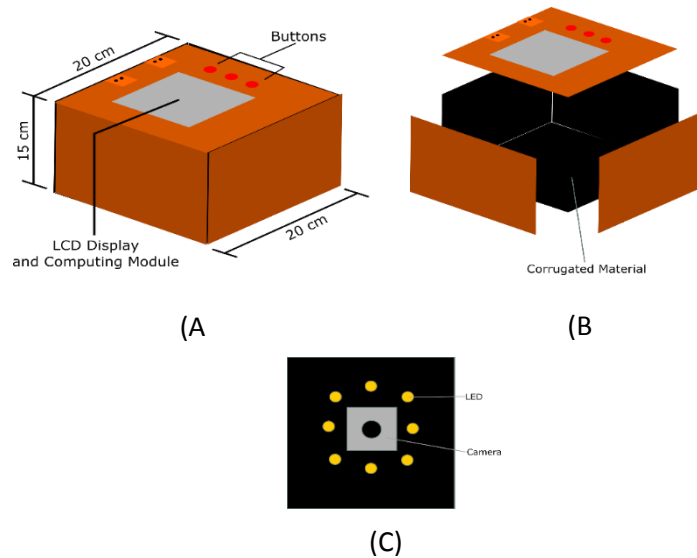 20 cm
Buttons
15 cm
20 cm
LCD Display
and Computing Module
(A
Corrugated Material
(B
LED
Camera
(C)